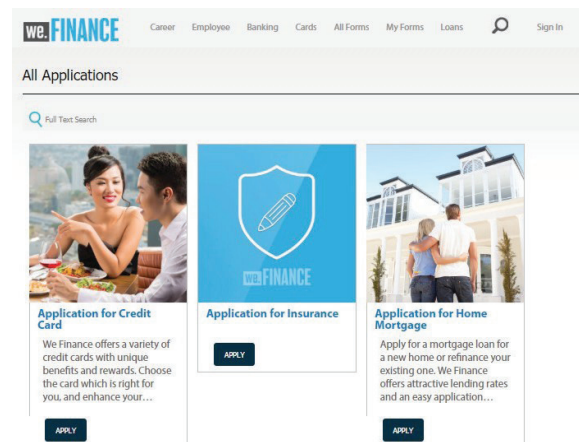 we.FINANCE
Career Employee Banking Cards All Forms My Forms Loans Sign In
All Applications
Full Text Search
we.FINANCE
Application for Credit
Card
We Finance offers a variety of
credit cards with unique
benefits and rewards. Choose
the card which is right for
you, and enhance your...
APPLY
Application for Insurance
APPLY
Application for Home
Mortgage
Apply for a mortgage loan for
a new home or refinance your
existing one. We Finance
offers attractive lending rates
and an easy application...
APPLY